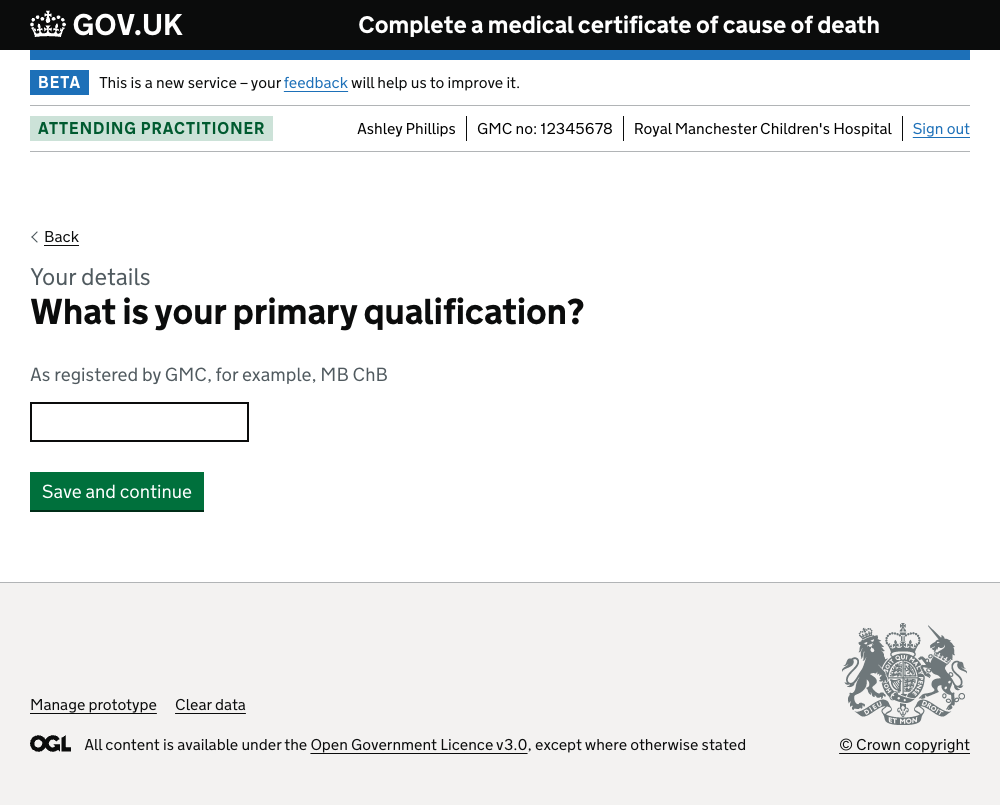 GOV.UK
Complete a medical certificate of cause of death
BETA This is a new service – your feedback will help us to improve it.
ATTENDING PRACTITIONER Ashley Phillips GMC no: 12345678 Royal Manchester Children's Hospital Sign out
Back
Your details
What is your primary qualification?
As registered by GMC, for example, MB ChB
Save and continue
Manage prototype Clear data
OGL All content is available under the Open Government Licence v3.0, except where otherwise stated
© Crown copyright
DIEU ET MON DROIT